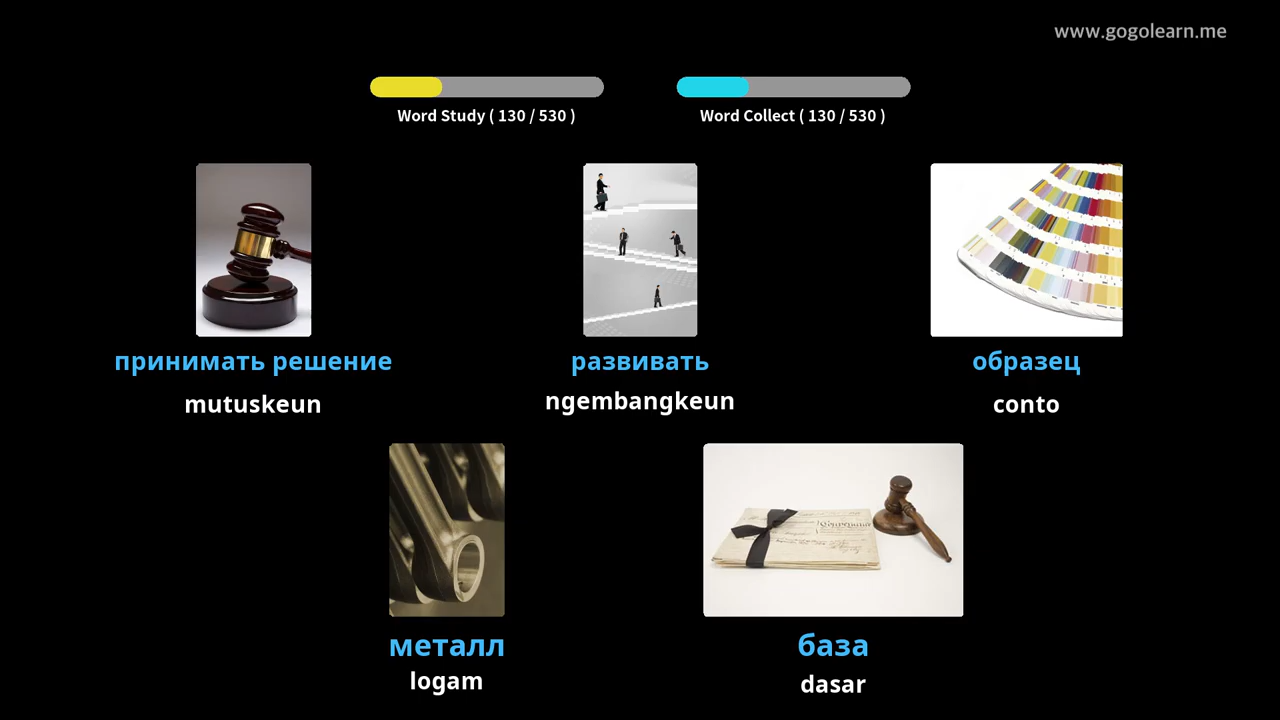 www.gogolearn.me
Word Study ( 130 / 530 )
Word Collect ( 130 / 530 )
принимать решение
mutuskeun
развивать
ngembangkeun
образец
conto
металл
logam
база
dasar